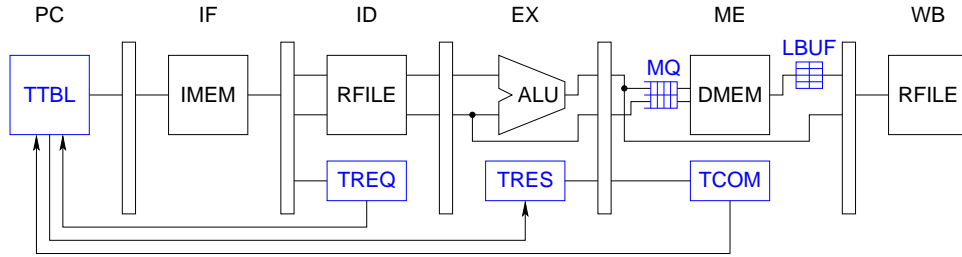 PC IF ID EX ME WB
LBUF
MQ
TTBL IMEM RFILE ALU DMEM RFILE
TREQ TRES TCOM